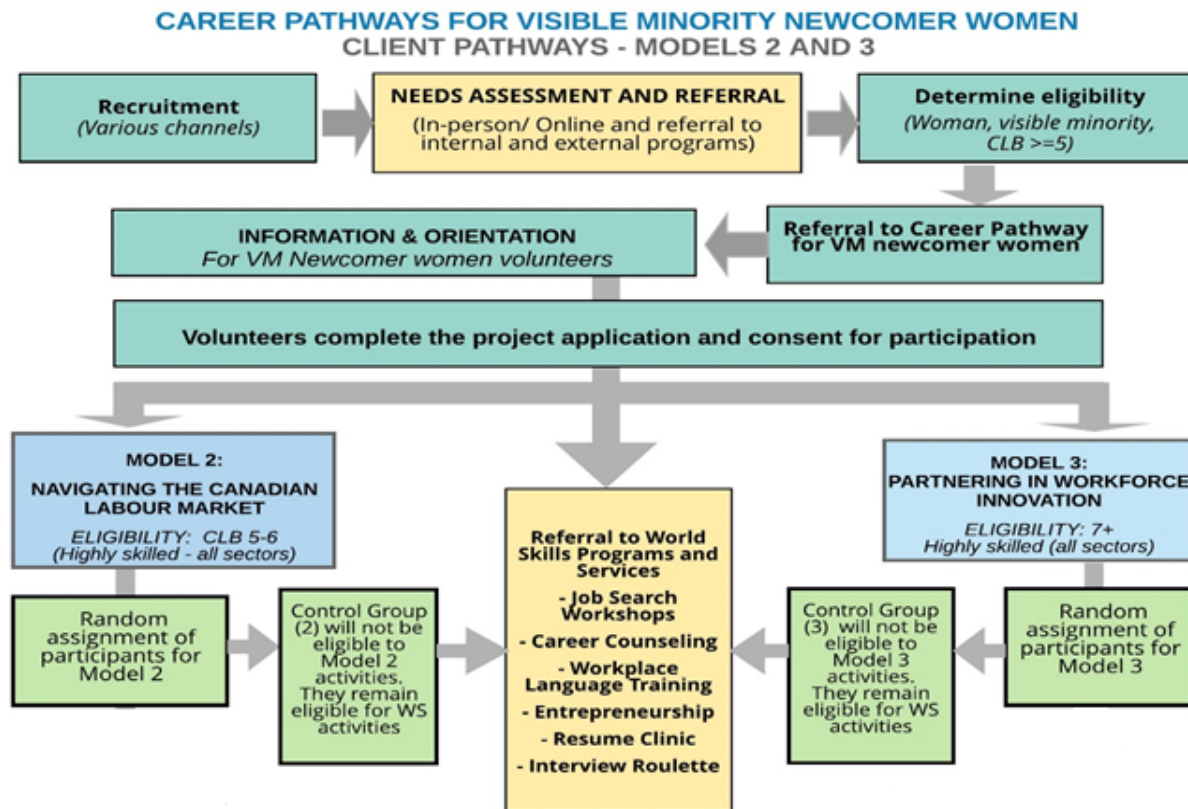 CAREER PATHWAYS FOR VISIBLE MINORITY NEWCOMER WOMEN
CLIENT PATHWAYS - MODELS 2 AND 3
Recruitment
(Various channels)
NEEDS ASSESSMENT AND REFERRAL
(In-person/ Online and referral to
internal and external programs)
Determine eligibility
(Woman, visible minority,
CLB >=5)
Referral to Career Pathway
for VM newcomer women
INFORMATION & ORIENTATION
For VM Newcomer women volunteers
Volunteers complete the project application and consent for participation
MODEL 2:
NAVIGATING THE CANADIAN
LABOUR MARKET
ELIGIBILITY: CLB 5-6
(Highly skilled - all sectors)
MODEL 3:
PARTNERING IN WORKFORCE
INNOVATION
ELIGIBILITY: 7+
Highly skilled (all sectors)
Random
assignment of
participants for
Model 2
Control Group
(2) will not be
eligible to
Model 2
activities.
They remain
eligible for WS
activities
Referral to World
Skills Programs and
Services
- Job Search
Workshops
- Career Counseling
- Workplace
Language Training
- Entrepreneurship
- Resume Clinic
- Interview Roulette
Control Group
(3) will not be
eligible to
Model 3
activities.
They remain
eligible for WS
activities
Random
assignment of
participants for
Model 3